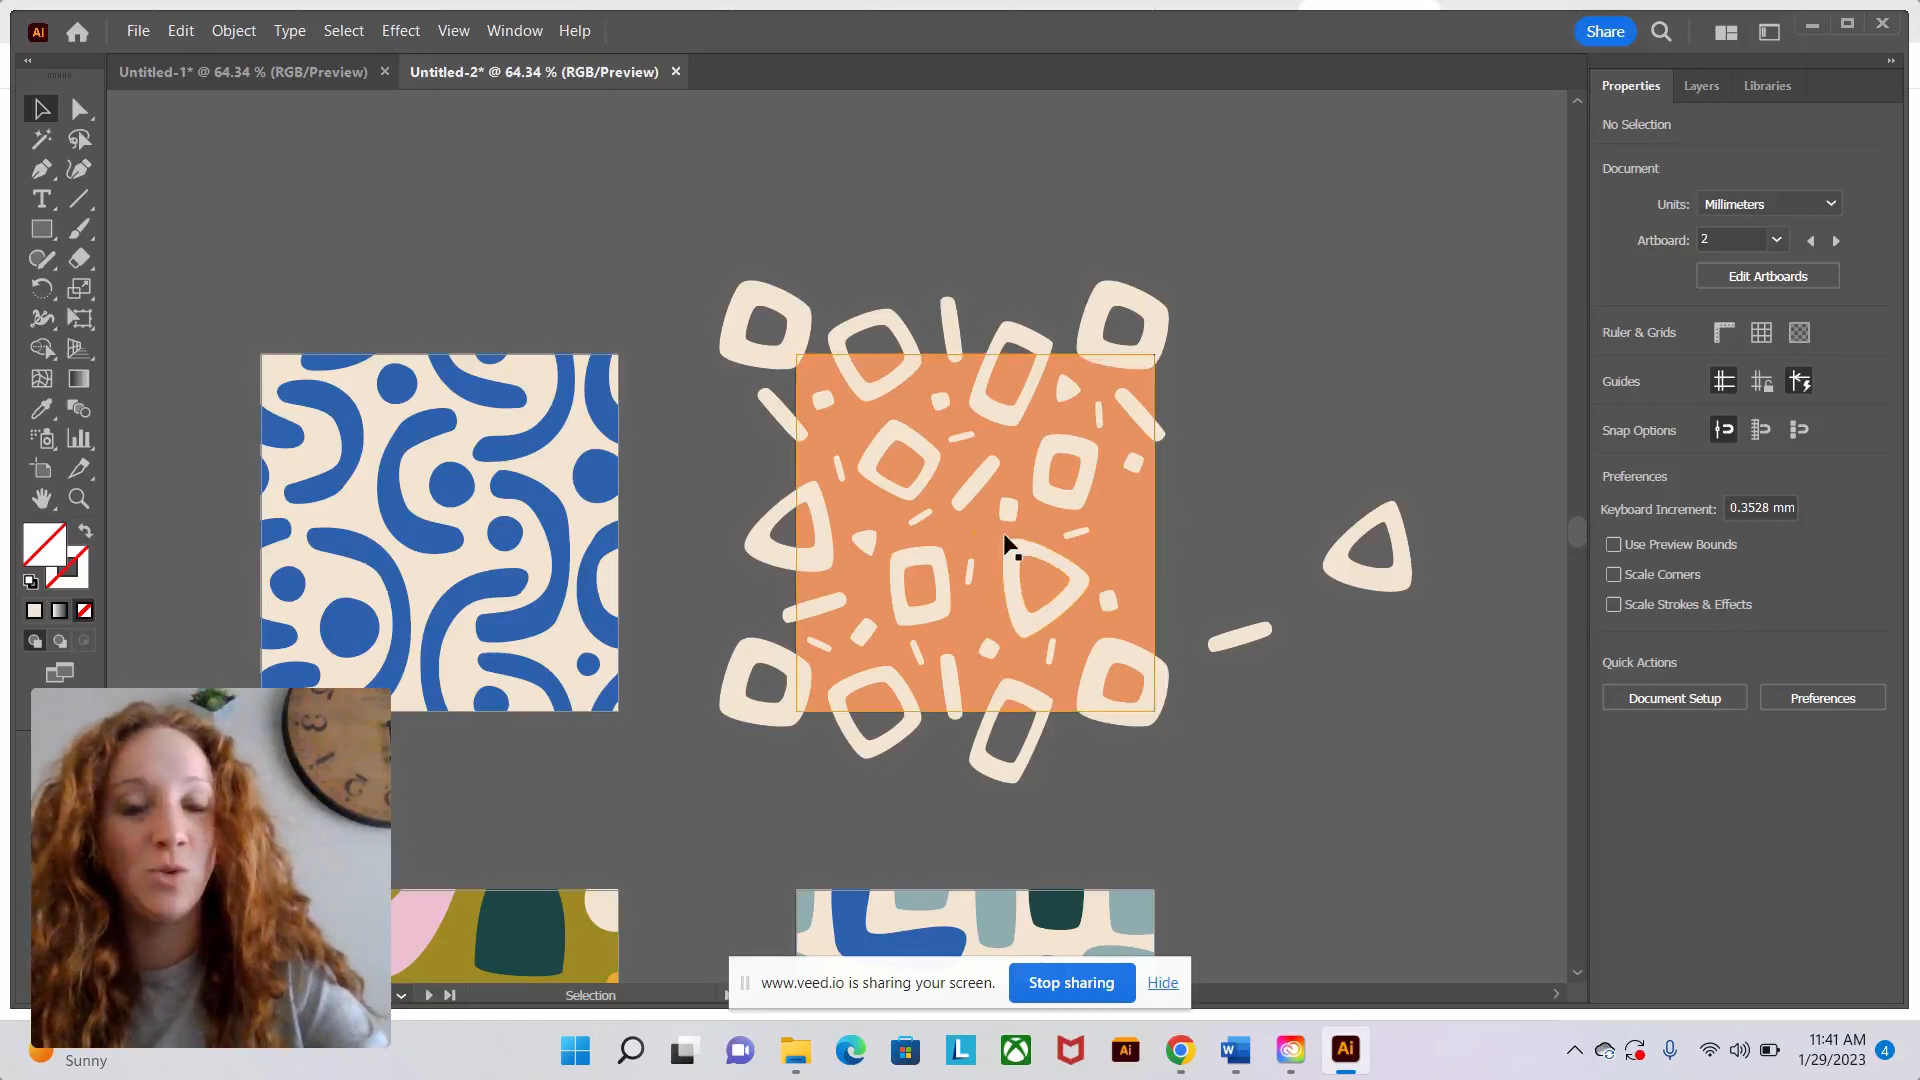 Ai File Edit Object Type Select Effect View Window Help Share
Untitled-1* @ 64.34 % (RGB/Preview) Untitled-2* @ 64.34 % (RGB/Preview)
Properties Layers Libraries
No Selection
Document
Units: Millimeters
Artboard: 2
Edit Artboards
Ruler & Grids
Guides
Snap Options
Preferences
Keyboard Increment: 0.3528 mm
Use Preview Bounds
Scale Corners
Scale Strokes & Effects
Quick Actions
Document Setup Preferences
www.veed.io is sharing your screen. Stop sharing Hide
Selection
Sunny
11:41 AM
1/29/2023
4